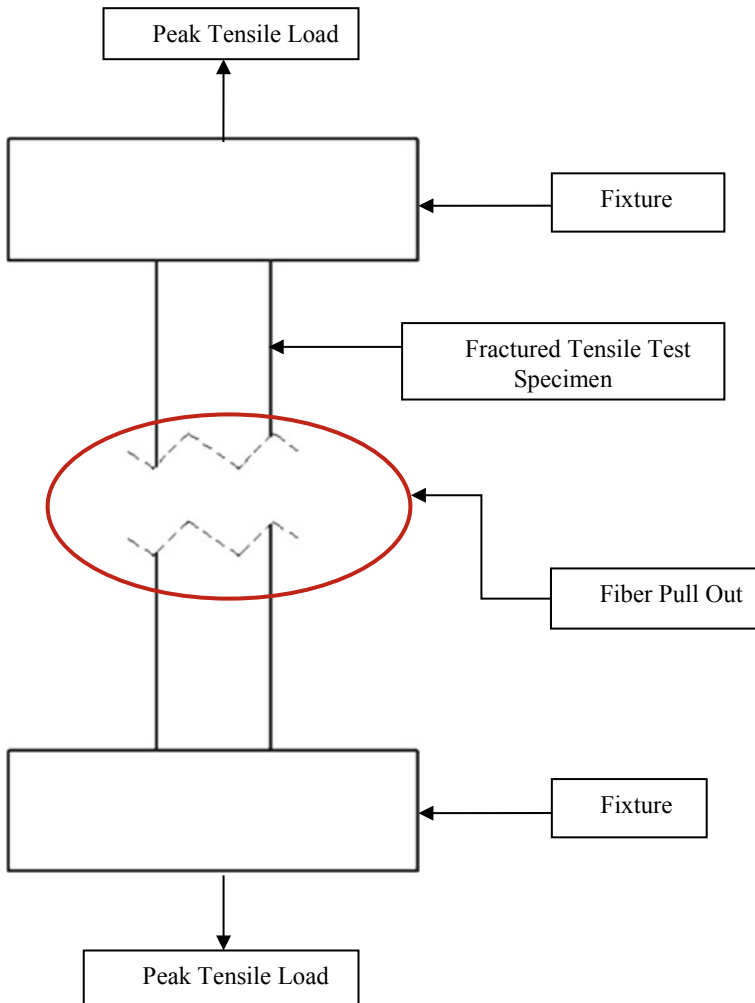 Peak Tensile Load
Fixture
Fractured Tensile Test
Specimen
Fiber Pull Out
Fixture
Peak Tensile Load